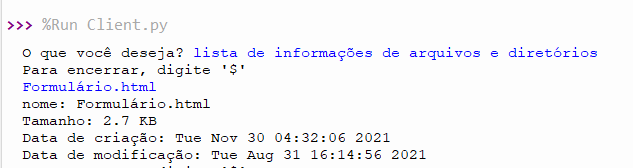 >>> %Run Client.py
O que você deseja? lista de informações de arquivos e diretórios
Para encerrar, digite '$'
Formulário.html
nome: Formulário.html
Tamanho: 2.7 KB
Data de criação: Tue Nov 30 04:32:06 2021
Data de modificação: Tue Aug 31 16:14:56 2021